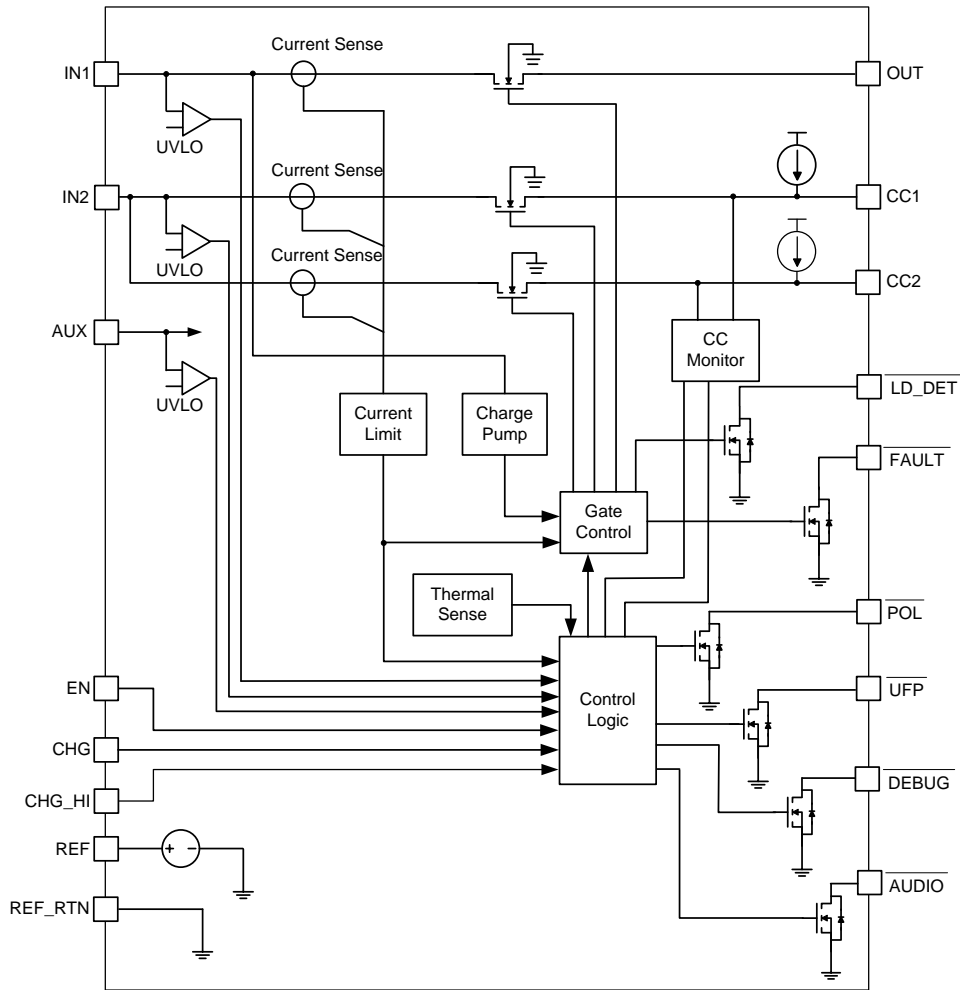 Current Sense
IN1
OUT
UVLO
Current Sense
IN2
CC1
UVLO
Current Sense
CC2
AUX
CC
Monitor
UVLO
LD_DET
Current
Limit
Charge
Pump
FAULT
Gate
Control
Thermal
Sense
POL
EN
UFP
Control
Logic
CHG
DEBUG
CHG_HI
REF
+ -
AUDIO
REF_RTN